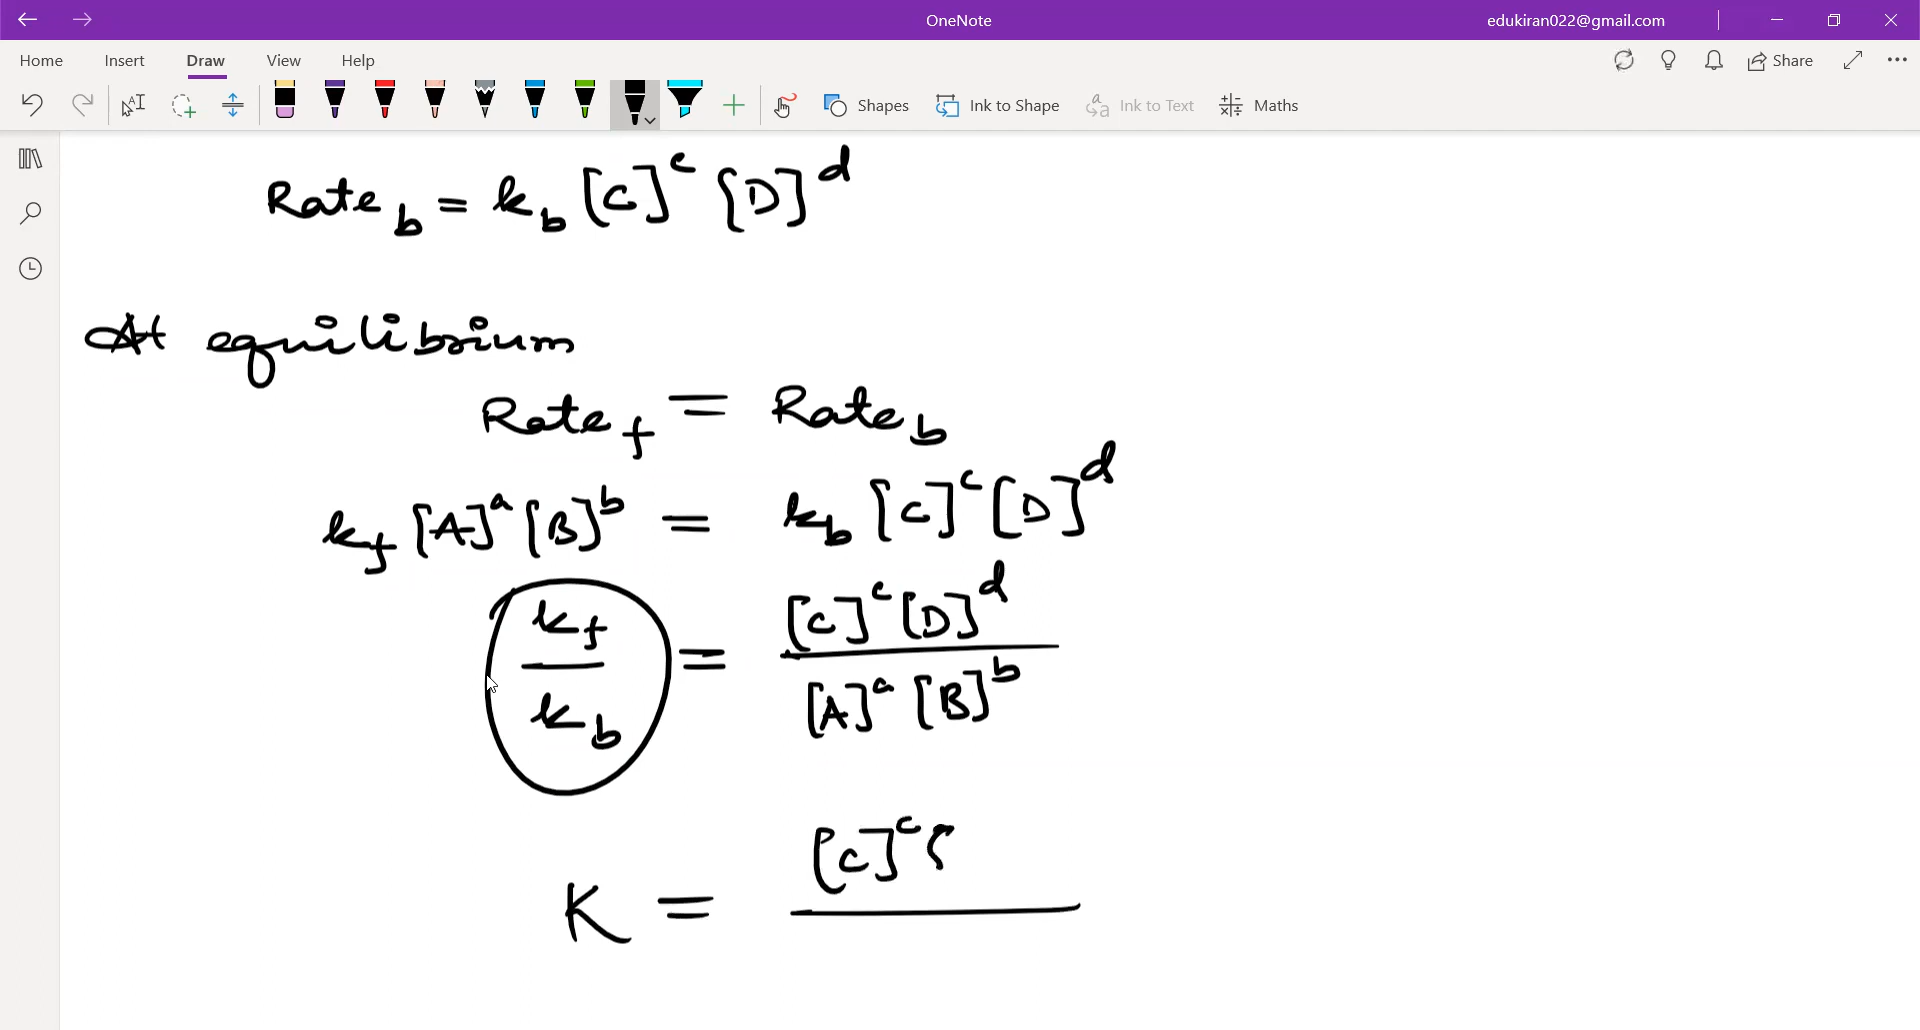 OneNote
edukiran022@gmail.com
Home Insert Draw View Help
Share
Shapes Ink to Shape Ink to Text Maths
Rate_b = k_b [C]^c [D]^d
At equilibrium
Rate_f = Rate_b
k_f [A]^a [B]^b = k_b [C]^c [D]^d
k_f / k_b = [C]^c [D]^d / [A]^a [B]^b
K = [C]^c